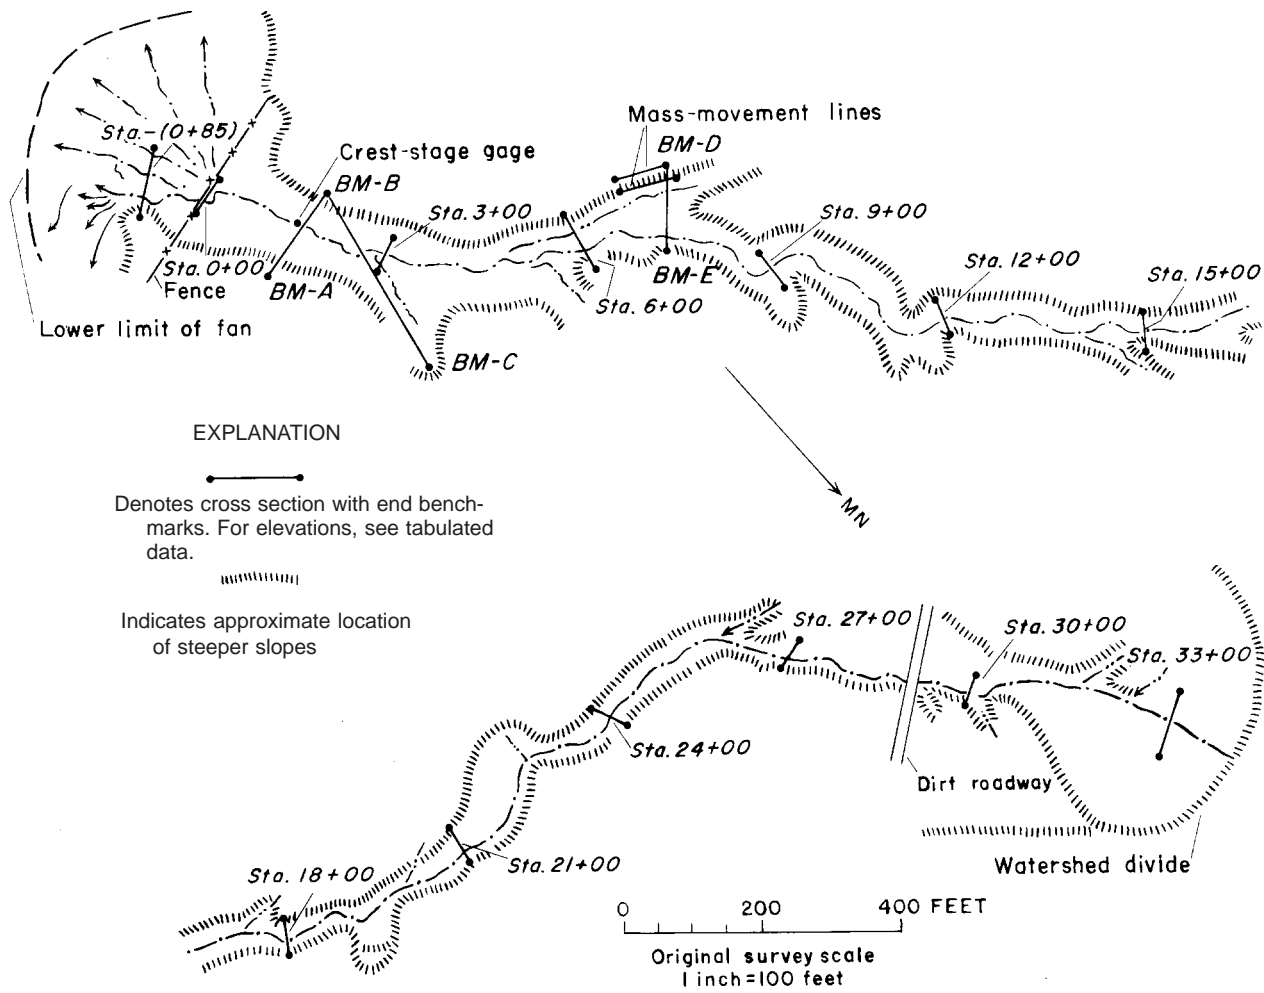 Mass-movement lines
Sta.-(0+85)
BM-D
Crest-stage gage
BM-B
Sta. 3+00
Sta. 9+00
Sta. 0+00
Fence
BM-A
BM-E
Sta. 6+00
Sta. 12+00
Sta. 15+00
Lower limit of fan
BM-C
EXPLANATION
Denotes cross section with end bench-
marks. For elevations, see tabulated
data.
MN
Indicates approximate location
of steeper slopes
Sta. 27+00
Sta. 30+00
Sta. 33+00
Sta. 24+00
Dirt roadway
Sta. 18+00
Sta. 21+00
Watershed divide
0 200 400 FEET
Original survey scale
1 inch=100 feet